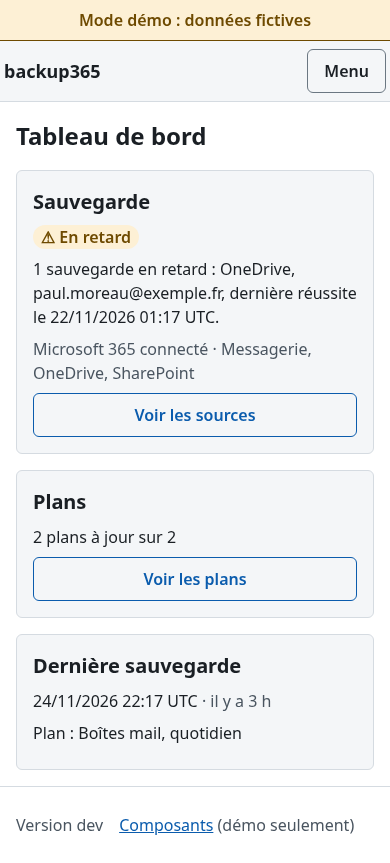 Mode démo : données fictives
backup365
Menu
Tableau de bord
Sauvegarde
⚠ En retard
1 sauvegarde en retard : OneDrive,
paul.moreau@exemple.fr, dernière réussite
le 22/11/2026 01:17 UTC.
Microsoft 365 connecté · Messagerie,
OneDrive, SharePoint
Voir les sources
Plans
2 plans à jour sur 2
Voir les plans
Dernière sauvegarde
24/11/2026 22:17 UTC · il y a 3 h
Plan : Boîtes mail, quotidien
Version dev Composants (démo seulement)